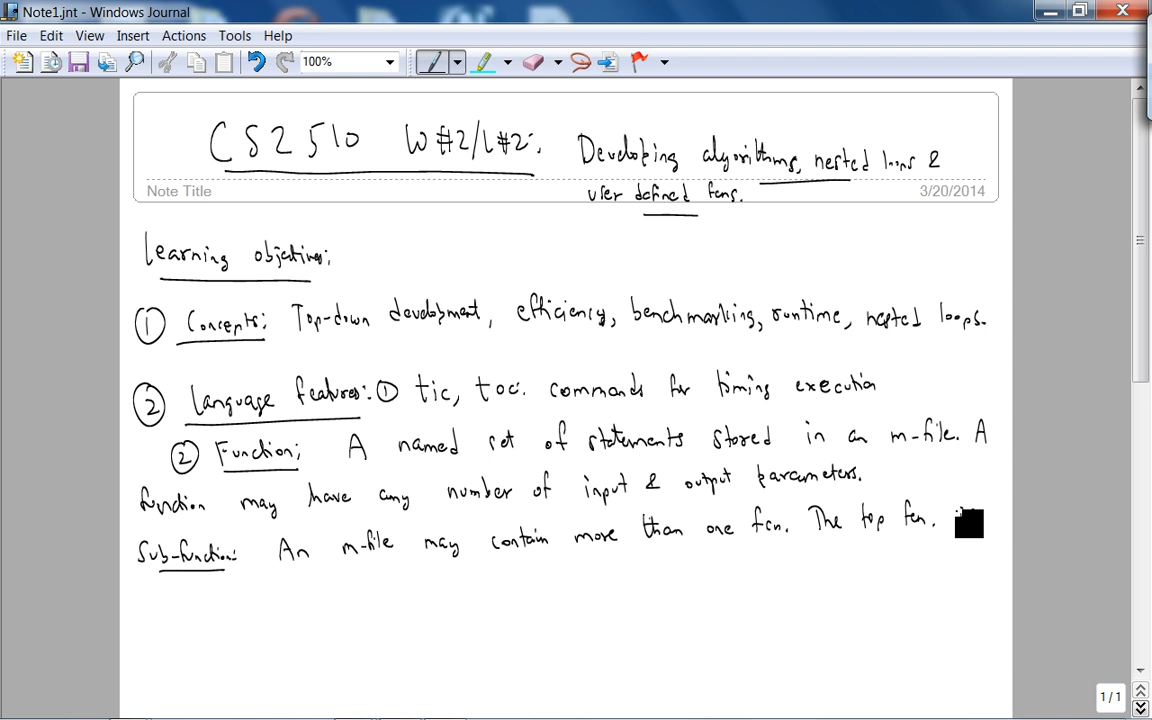 Note1.jnt - Windows Journal
File Edit View Insert Actions Tools Help
100%
CS2510 W#2/L#2: Developing algorithms, nested loops &
Note Title user defined fcns. 3/20/2014
Learning objectives:
① Concepts: Top-down development, efficiency, benchmarking, runtime, nested loops.
② Language features: ① tic, toc. commands for timing execution
② Function: A named set of statements stored in an m-file. A
function may have any number of input & output parameters.
Sub-function: An m-file may contain more than one fcn. The top fcn.
1/1